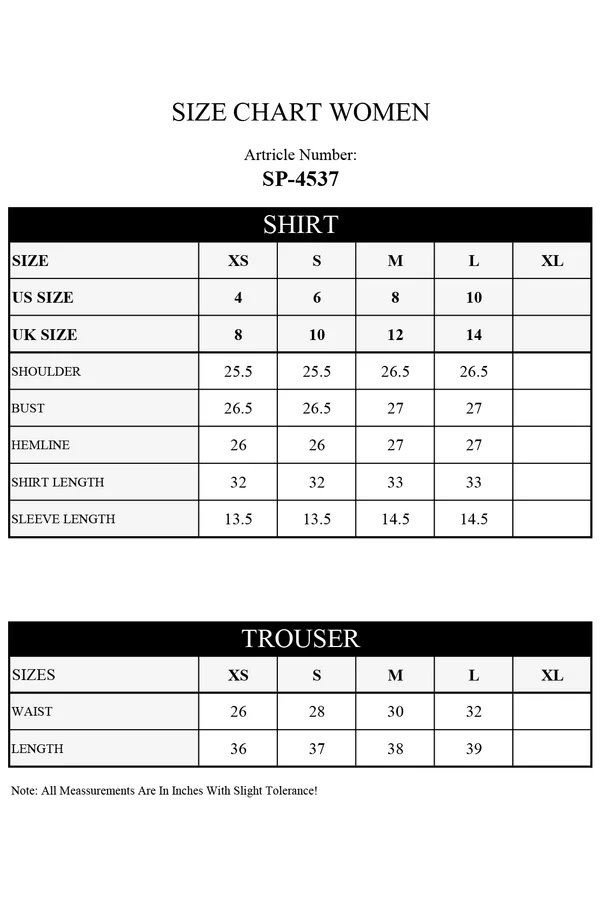 SIZE CHART WOMEN
Artricle Number:
SP-4537
SHIRT
SIZE XS S M L XL
US SIZE 4 6 8 10
UK SIZE 8 10 12 14
SHOULDER 25.5 25.5 26.5 26.5
BUST 26.5 26.5 27 27
HEMLINE 26 26 27 27
SHIRT LENGTH 32 32 33 33
SLEEVE LENGTH 13.5 13.5 14.5 14.5
TROUSER
SIZES XS S M L XL
WAIST 26 28 30 32
LENGTH 36 37 38 39
Note: All Meassurements Are In Inches With Slight Tolerance!